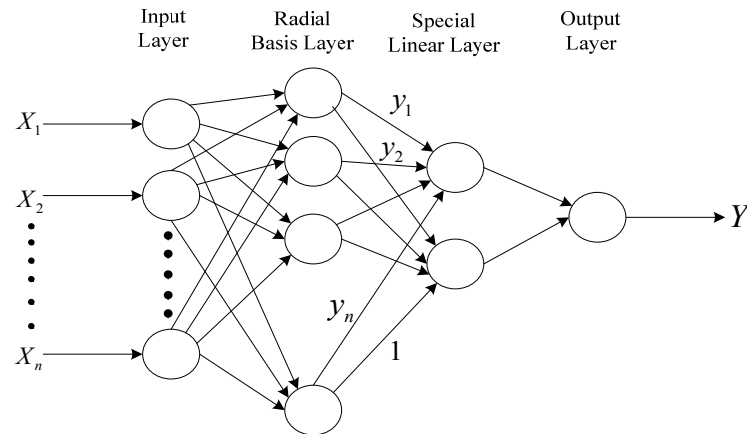 Input
Layer
Radial
Basis Layer
Special
Linear Layer
Output
Layer
X1
X2
Xn
y1
y2
yn
1
Y